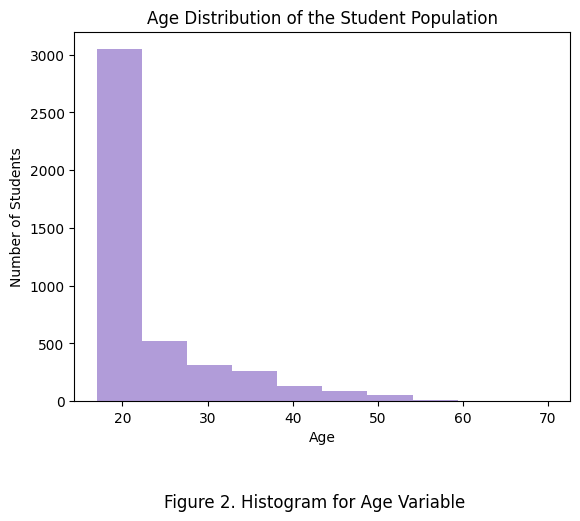 Age Distribution of the Student Population
3000
2500
2000
1500
1000
500
0
Number of Students
20 30 40 50 60 70
Age
Figure 2. Histogram for Age Variable